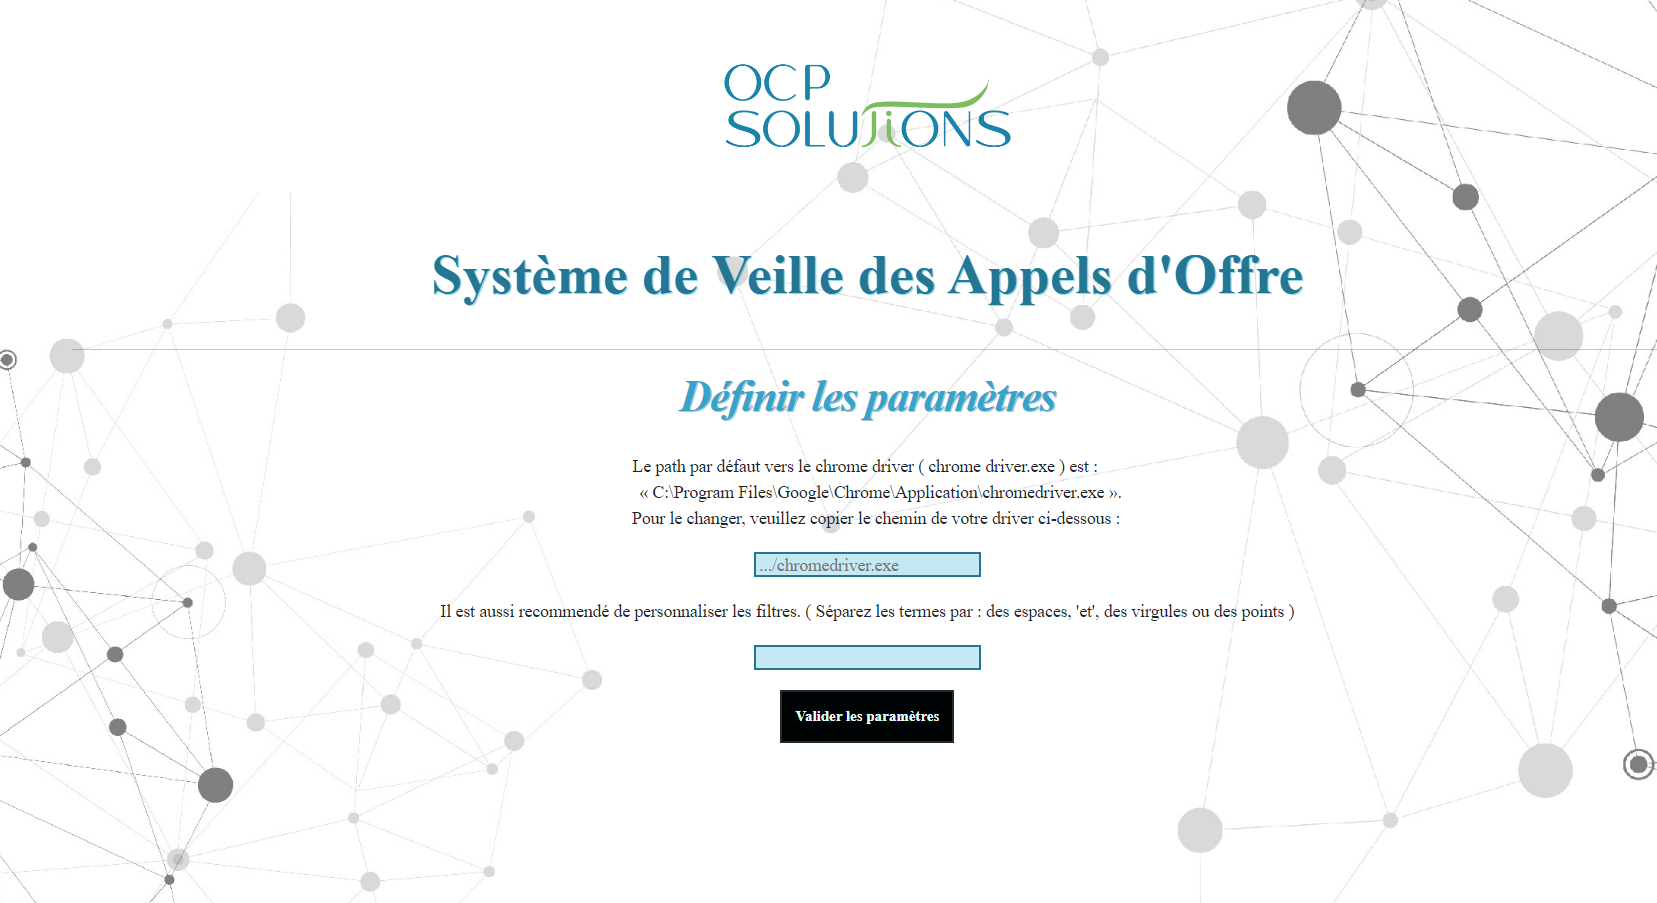 OCP
SOLUTIONS
Système de Veille des Appels d'Offre
Définir les paramètres
Le path par défaut vers le chrome driver ( chrome driver.exe ) est :
« C:\Program Files\Google\Chrome\Application\chromedriver.exe ».
Pour le changer, veuillez copier le chemin de votre driver ci-dessous :
.../chromedriver.exe
Il est aussi recommendé de personnaliser les filtres. ( Séparez les termes par : des espaces, 'et', des virgules ou des points )
Valider les paramètres